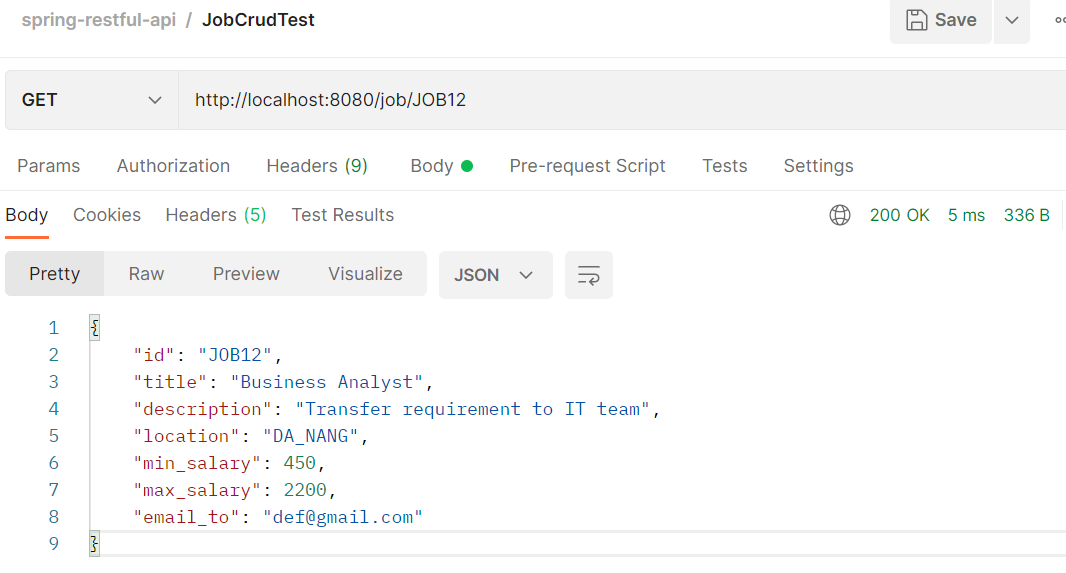 spring-restful-api / JobCrudTest
Save
GET
http://localhost:8080/job/JOB12
Params Authorization Headers (9) Body Pre-request Script Tests Settings
Body Cookies Headers (5) Test Results 200 OK 5 ms 336 B
Pretty Raw Preview Visualize JSON
1 {
2 "id": "JOB12",
3 "title": "Business Analyst",
4 "description": "Transfer requirement to IT team",
5 "location": "DA_NANG",
6 "min_salary": 450,
7 "max_salary": 2200,
8 "email_to": "def@gmail.com"
9 }